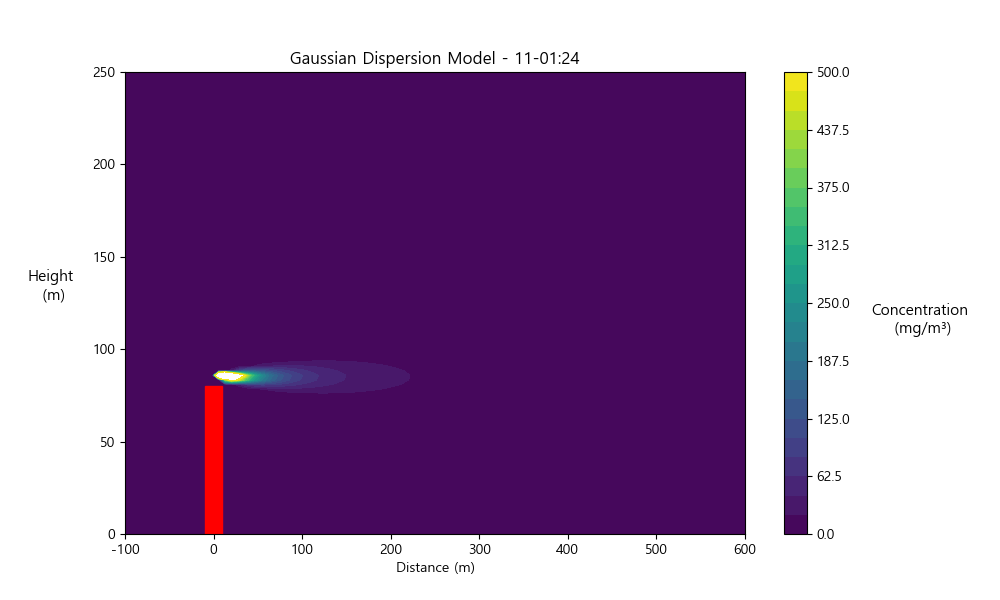 Gaussian Dispersion Model - 11-01:24
250
200
150
100
50
0
Height
(m)
-100 0 100 200 300 400 500 600
Distance (m)
500.0
437.5
375.0
312.5
250.0
187.5
125.0
62.5
0.0
Concentration
(mg/m³)